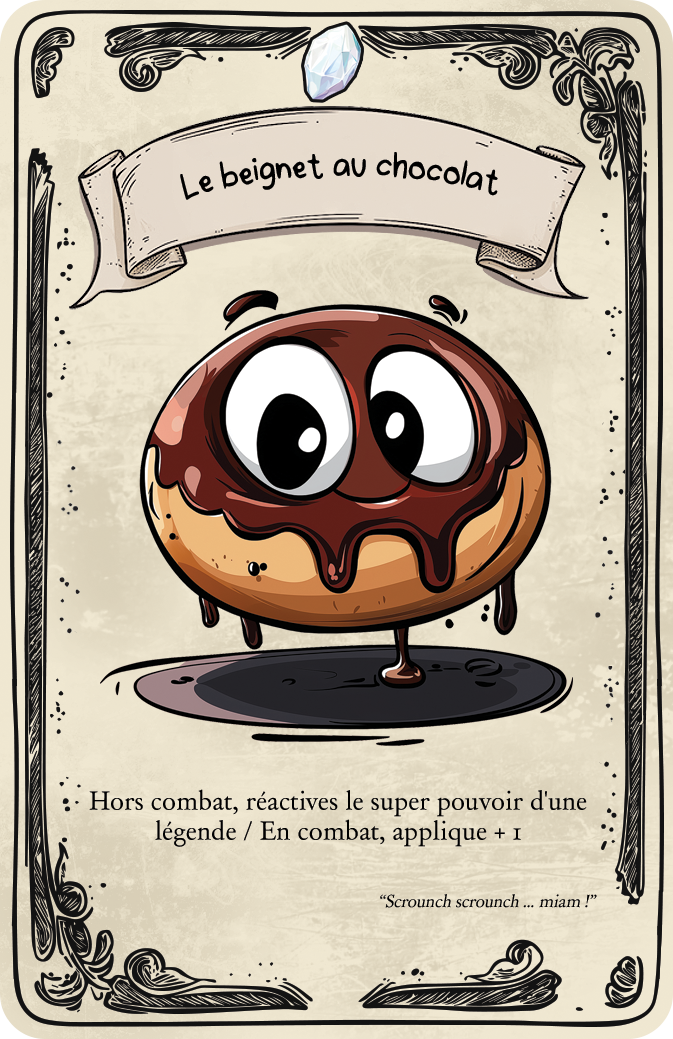 Le beignet au chocolat
Hors combat, réactives le super pouvoir d'une
légende / En combat, applique + 1
“Scrounch scrounch ... miam !”